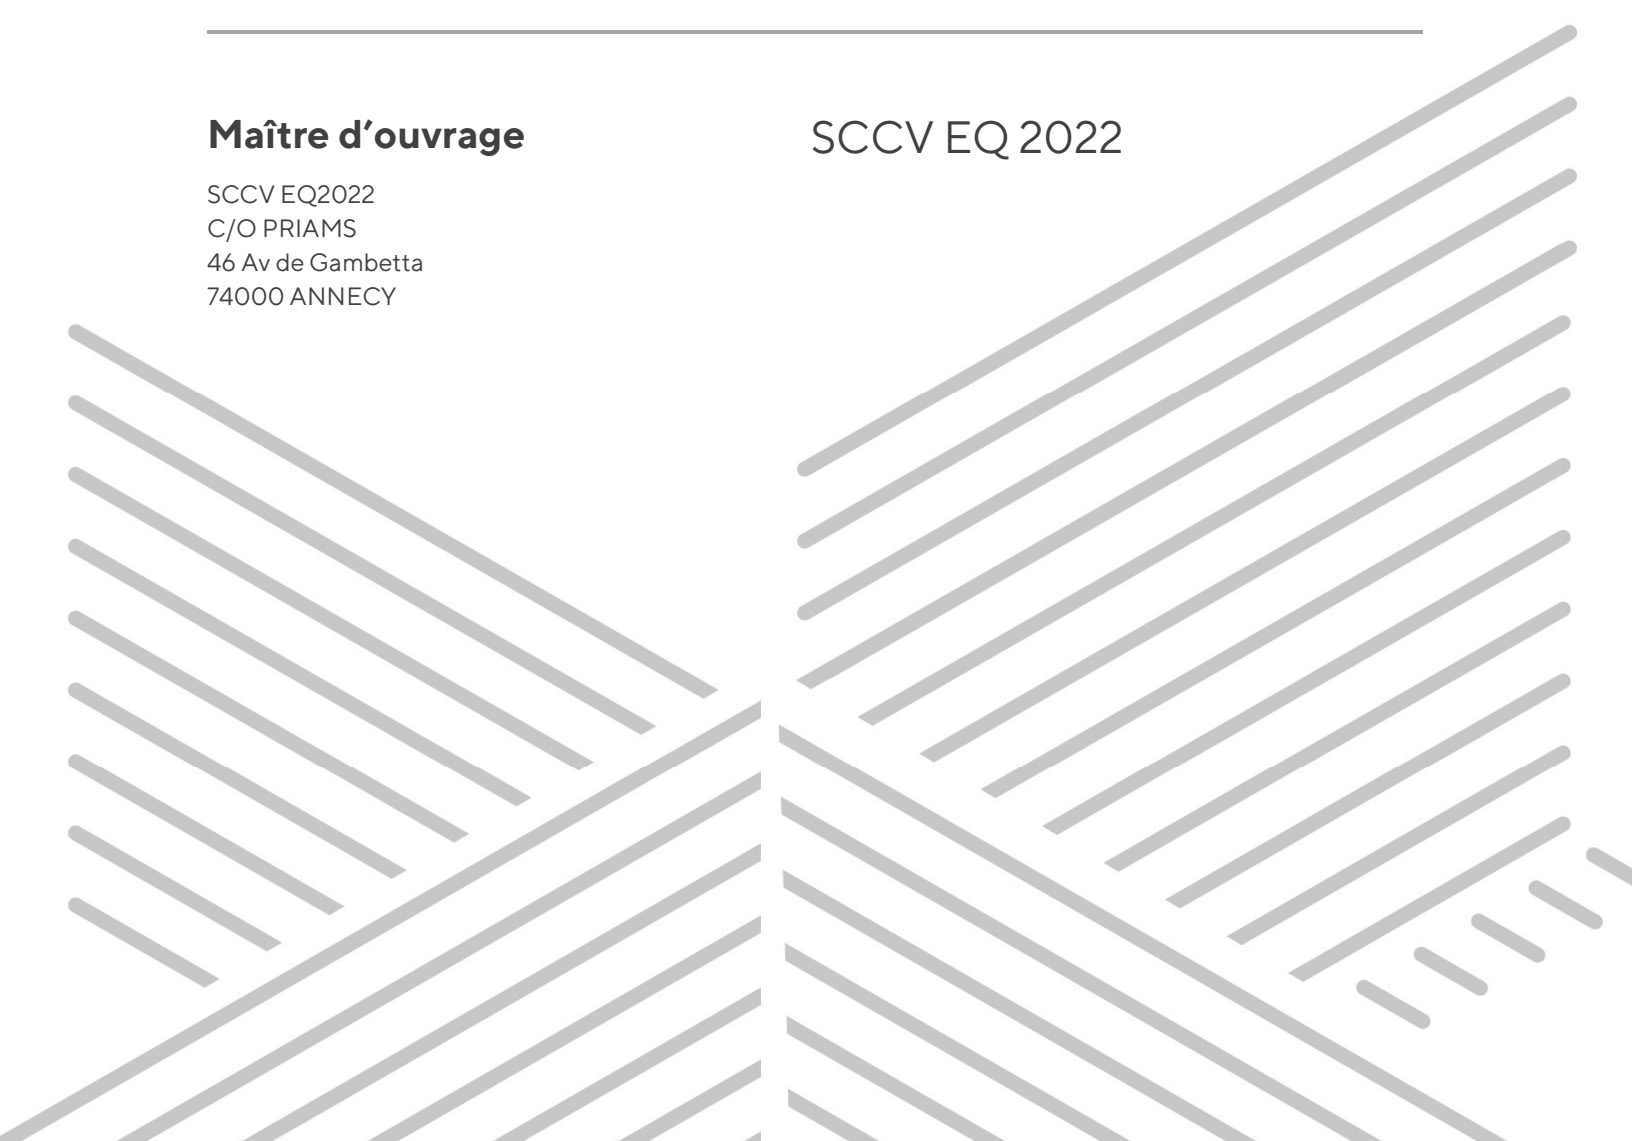 Maître d’ouvrage
SCCV EQ2022
C/O PRIAMS
46 Av de Gambetta
74000 ANNECY
SCCV EQ 2022